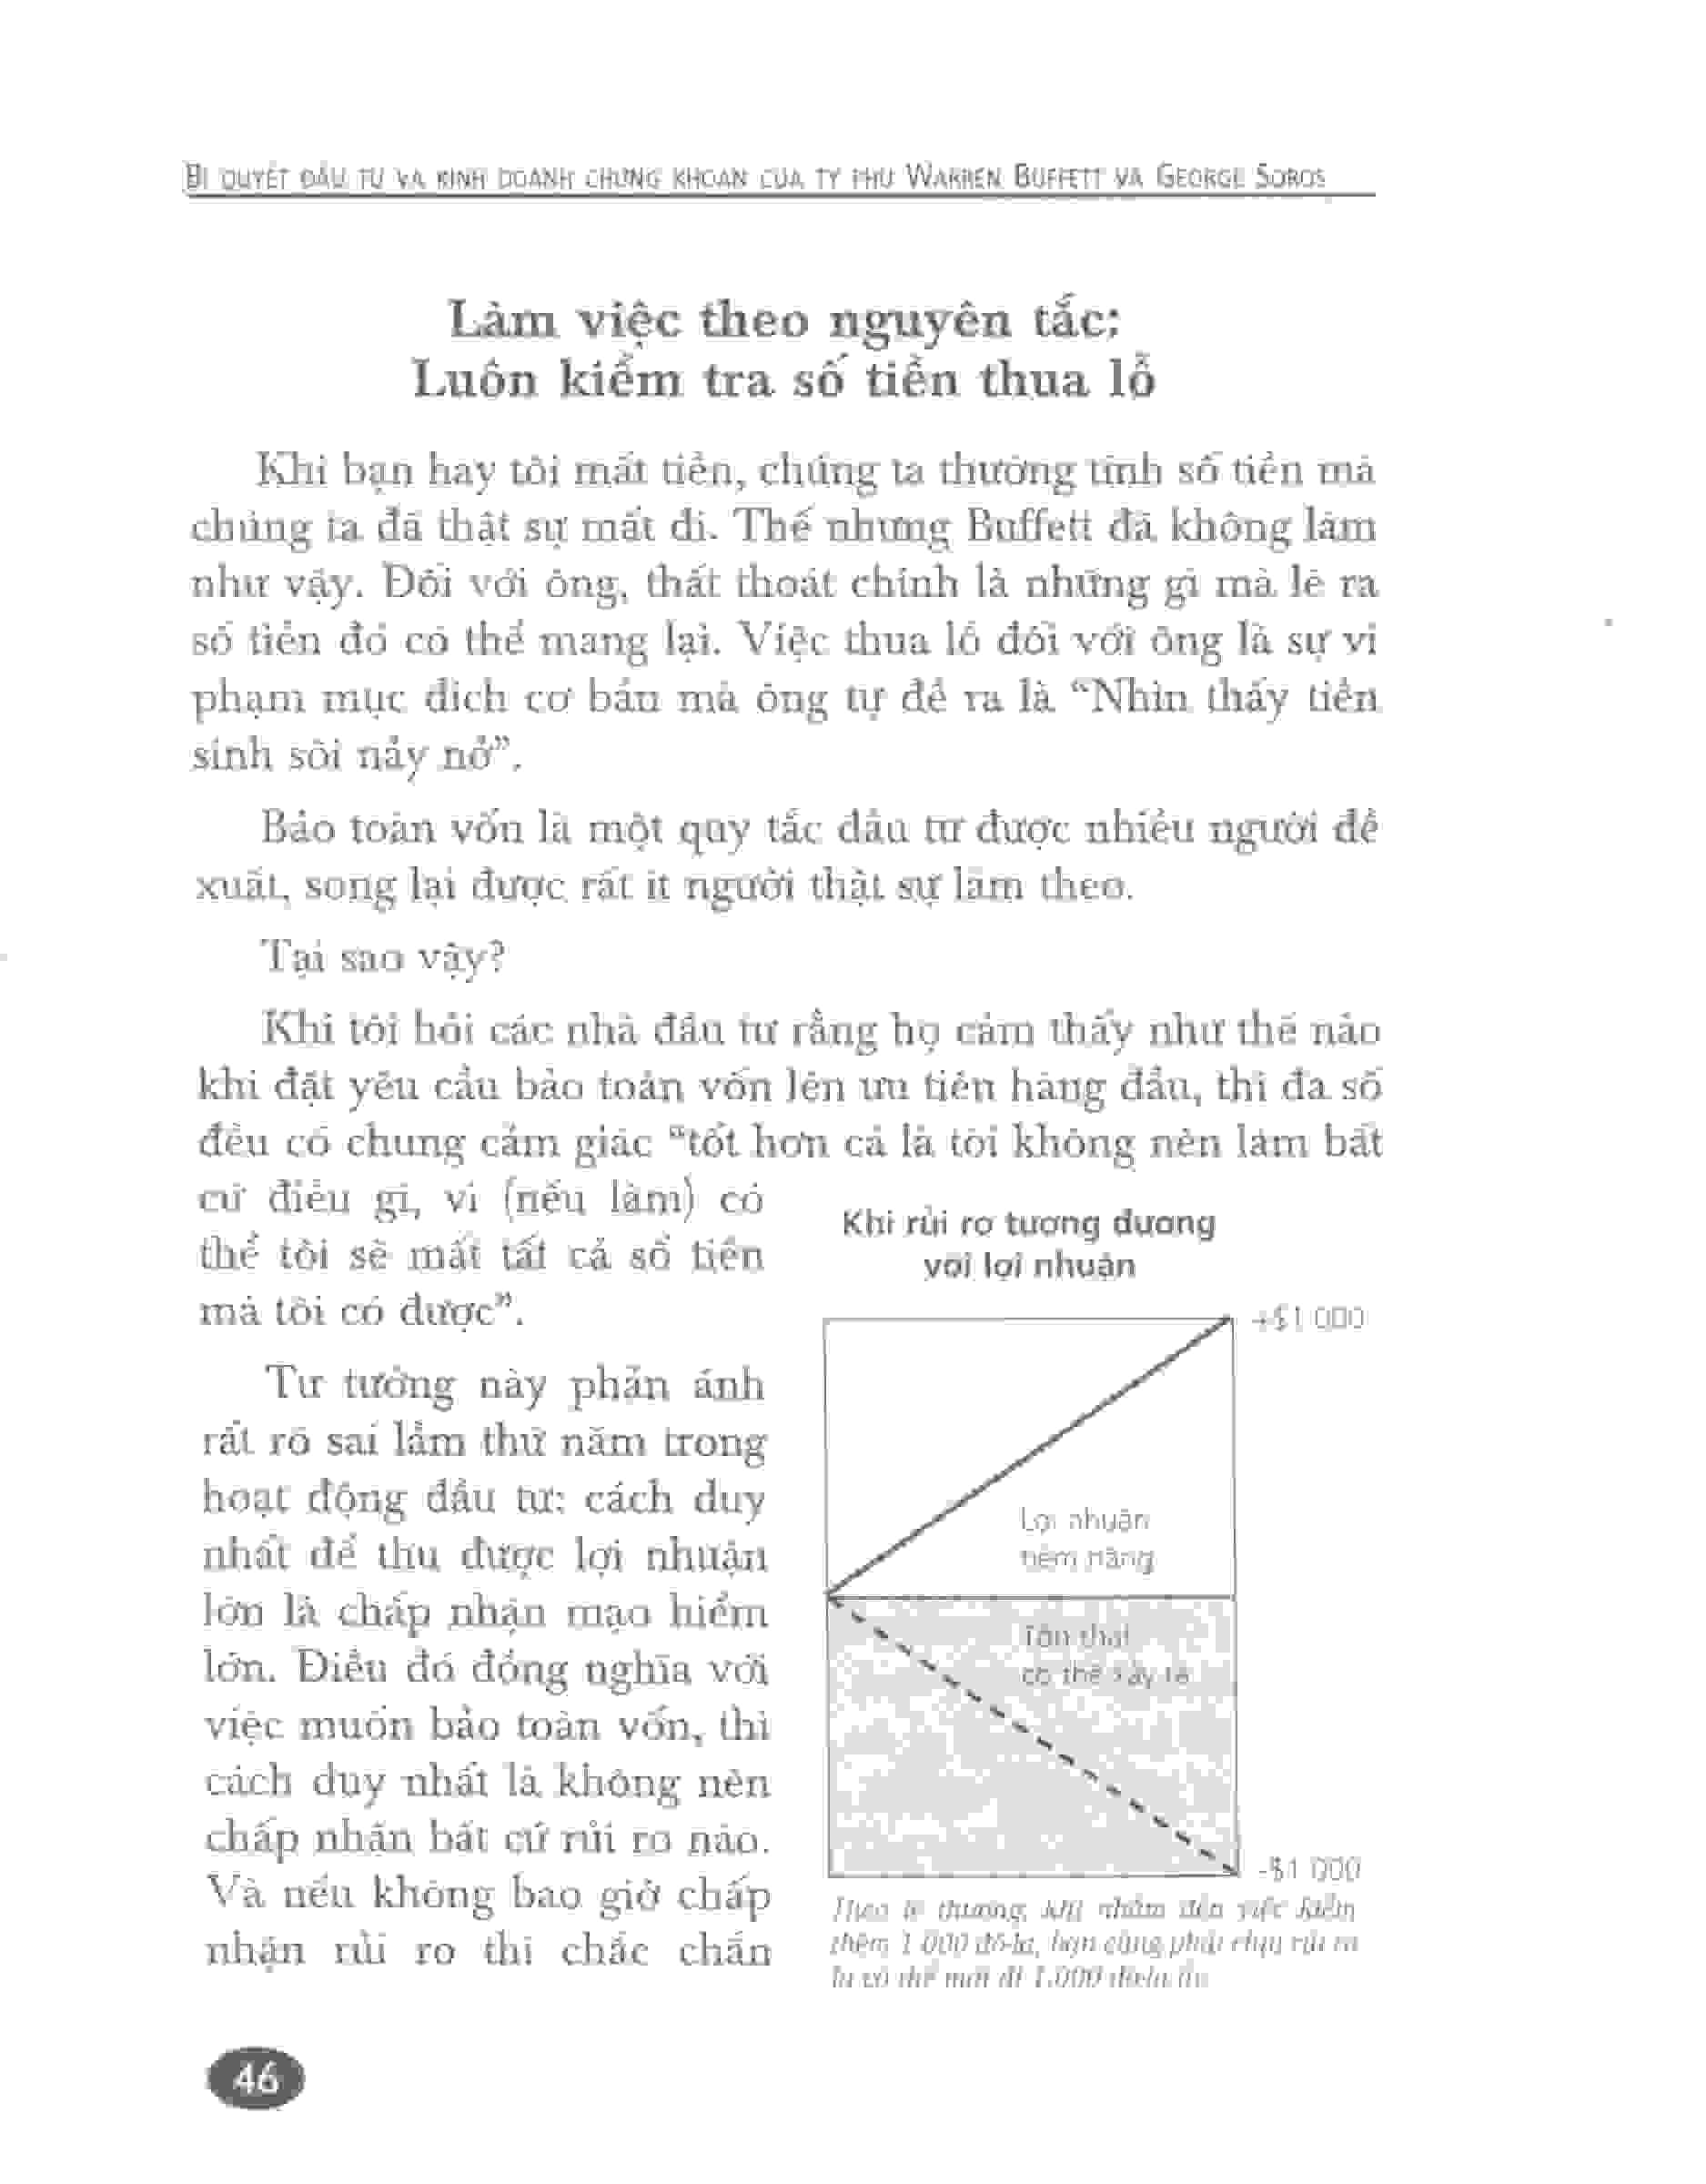 BÍ QUYẾT ĐẦU TƯ VÀ KINH DOANH CHỨNG KHOÁN CỦA TỶ PHÚ WARREN BUFFETT VÀ GEORGE SOROS
Làm việc theo nguyên tắc:
Luôn kiểm tra số tiền thua lỗ
Khi bạn hay tôi mất tiền, chúng ta thường tính số tiền mà
chúng ta đã thật sự mất đi. Thế nhưng Buffett đã không làm
như vậy. Đối với ông, thất thoát chính là những gì mà lẽ ra
số tiền đó có thể mang lại. Việc thua lỗ đối với ông là sự vi
phạm mục đích cơ bản mà ông tự đề ra là “Nhìn thấy tiền
sinh sôi nảy nở”.
Bảo toàn vốn là một quy tắc đầu tư được nhiều người đề
xuất, song lại được rất ít người thật sự làm theo.
Tại sao vậy?
Khi tôi hỏi các nhà đầu tư rằng họ cảm thấy như thế nào
khi đặt yêu cầu bảo toàn vốn lên ưu tiên hàng đầu, thì đa số
đều có chung cảm giác “tốt hơn cả là tôi không nên làm bất
cứ điều gì, vì (nếu làm) có
thể tôi sẽ mất tất cả số tiền
mà tôi có được”.
Tư tưởng này phản ánh
rất rõ sai lầm thứ năm trong
hoạt động đầu tư: cách duy
nhất để thu được lợi nhuận
lớn là chấp nhận mạo hiểm
lớn. Điều đó đồng nghĩa với
việc muốn bảo toàn vốn, thì
cách duy nhất là không nên
chấp nhận bất cứ rủi ro nào.
Và nếu không bao giờ chấp
nhận rủi ro thì chắc chắn
Khi rủi ro tương đương
với lợi nhuận
+$1 000
Lợi nhuận
tiềm năng
Tổn thất
có thể xảy ra
-$1 000
Theo lẽ thường, khi nhắm đến việc kiếm
thêm 1.000 đô-la, bạn cũng phải chịu rủi ro
là có thể mất đi 1.000 đô-la ấy
46